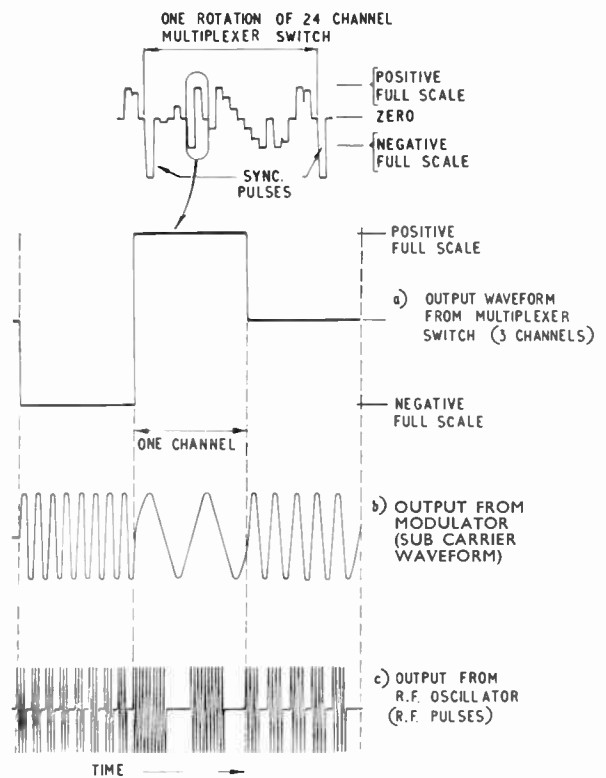 ONE ROTATION OF 24 CHANNEL
MULTIPLEXER SWITCH
POSITIVE
FULL SCALE
ZERO
NEGATIVE
FULL SCALE
SYNC.
PULSES
POSITIVE
FULL SCALE
a) OUTPUT WAVEFORM
FROM MULTIPLEXER
SWITCH (3 CHANNELS)
NEGATIVE
FULL SCALE
ONE CHANNEL
b) OUTPUT FROM
MODULATOR
(SUB CARRIER
WAVEFORM)
c) OUTPUT FROM
R.F. OSCILLATOR
(R.F. PULSES)
TIME